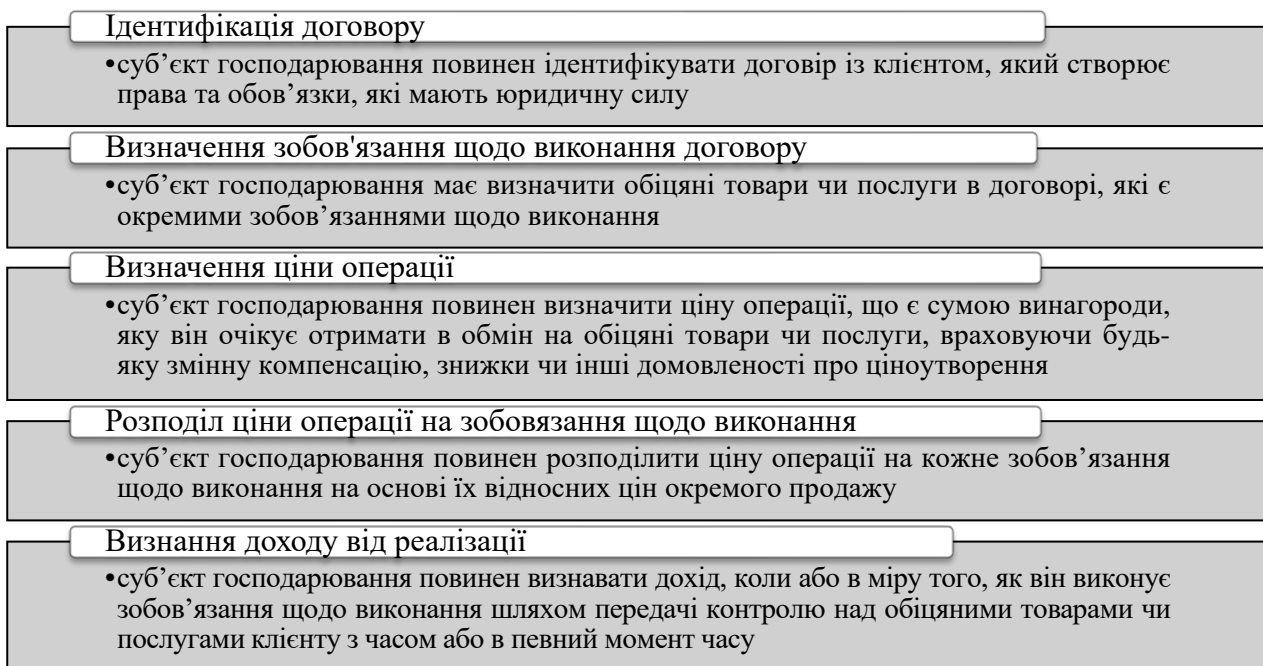 Ідентифікація договору
•суб’єкт господарювання повинен ідентифікувати договір із клієнтом, який створює
права та обов’язки, які мають юридичну силу
Визначення зобов'язання щодо виконання договору
•суб’єкт господарювання має визначити обіцяні товари чи послуги в договорі, які є
окремими зобов’язаннями щодо виконання
Визначення ціни операції
•суб’єкт господарювання повинен визначити ціну операції, що є сумою винагороди,
яку він очікує отримати в обмін на обіцяні товари чи послуги, враховуючи будь-
яку змінну компенсацію, знижки чи інші домовленості про ціноутворення
Розподіл ціни операції на зобовязання щодо виконання
•суб’єкт господарювання повинен розподілити ціну операції на кожне зобов’язання
щодо виконання на основі їх відносних цін окремого продажу
Визнання доходу від реалізації
•суб’єкт господарювання повинен визнавати дохід, коли або в міру того, як він виконує
зобов’язання щодо виконання шляхом передачі контролю над обіцяними товарами чи
послугами клієнту з часом або в певний момент часу